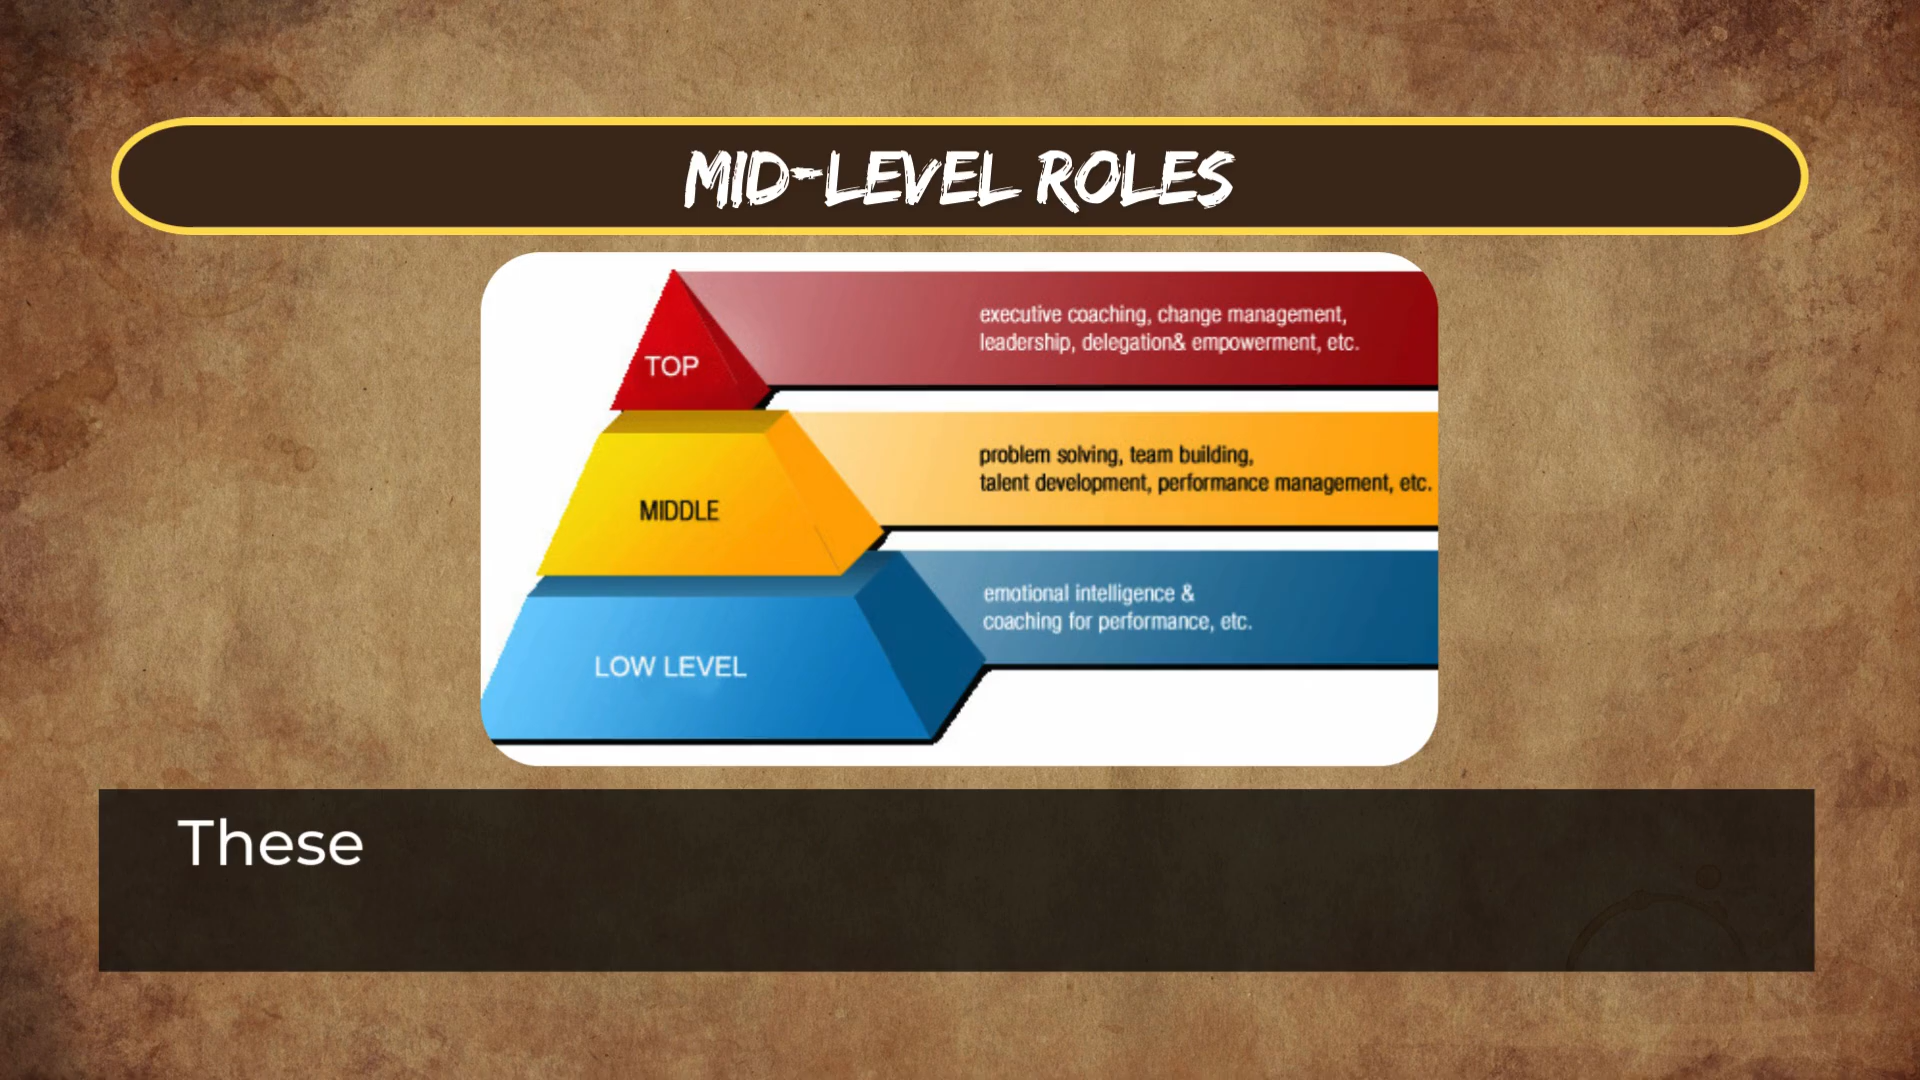 MID-LEVEL ROLES
TOP
executive coaching, change management,
leadership, delegation& empowerment, etc.
MIDDLE
problem solving, team building,
talent development, performance management, etc.
LOW LEVEL
emotional intelligence &
coaching for performance, etc.
These